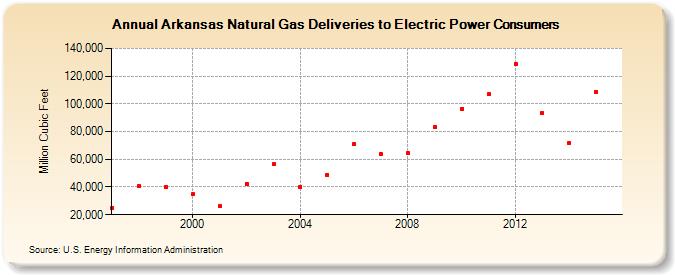 Annual Arkansas Natural Gas Deliveries to Electric Power Consumers
Million Cubic Feet
140,000
120,000
100,000
80,000
60,000
40,000
20,000
2000 2004 2008 2012
Source: U.S. Energy Information Administration